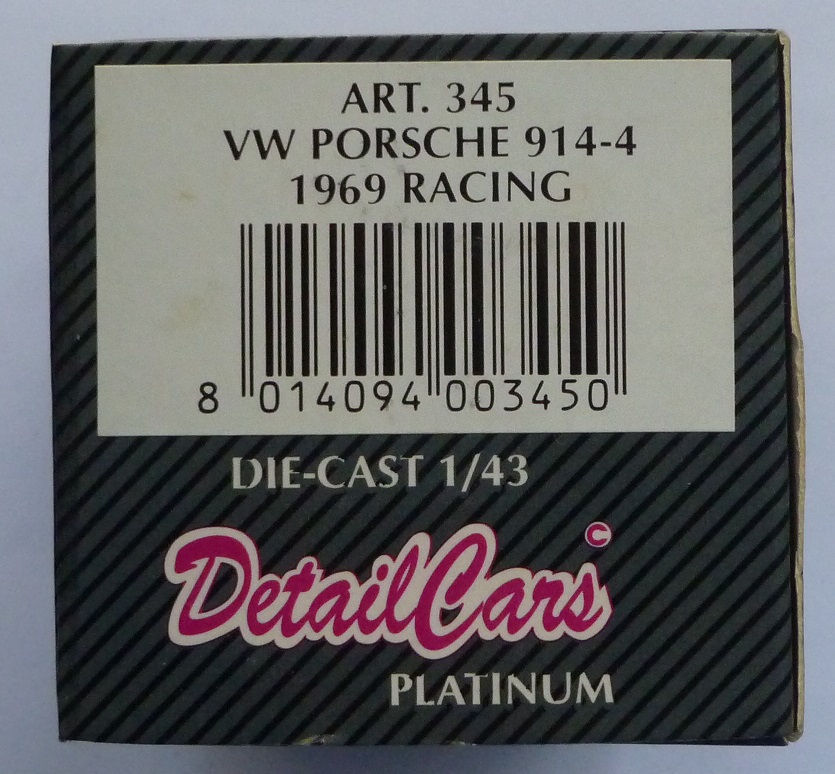 ART. 345
VW PORSCHE 914-4
1969 RACING
8 014094 003450
DIE-CAST 1/43
DetailCars ©
PLATINUM